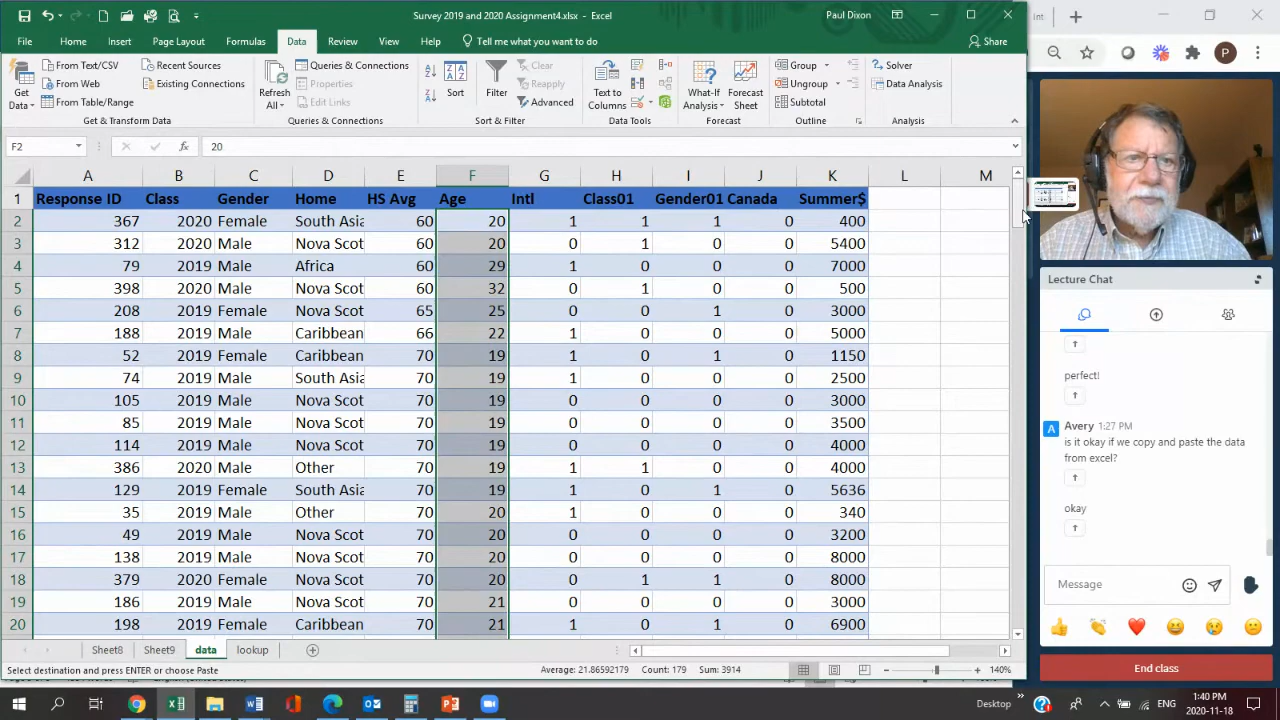 Survey 2019 and 2020 Assignment4.xlsx - Excel
Paul Dixon
File Home Insert Page Layout Formulas Data Review View Help Tell me what you want to do Share
Get Data
From Text/CSV
From Web
From Table/Range
Recent Sources
Existing Connections
Get & Transform Data
Refresh All
Queries & Connections
Properties
Edit Links
Queries & Connections
Sort
Filter
Clear
Reapply
Advanced
Sort & Filter
Text to Columns
Data Tools
What-If Analysis
Forecast Sheet
Forecast
Group
Ungroup
Subtotal
Outline
Solver
Data Analysis
Analysis
F2 fx 20
A B C D E F G H I J K L M
1 Response ID Class Gender Home HS Avg Age Intl Class01 Gender01 Canada Summer$
2 367 2020 Female South Asia 60 20 1 1 1 0 400
3 312 2020 Male Nova Scot 60 20 0 1 0 0 5400
4 79 2019 Male Africa 60 29 1 0 0 0 7000
5 398 2020 Male Nova Scot 60 32 0 1 0 0 500
6 208 2019 Female Nova Scot 65 25 0 0 1 0 3000
7 188 2019 Male Caribbean 66 22 1 0 0 0 5000
8 52 2019 Female Caribbean 70 19 1 0 1 0 1150
9 74 2019 Male South Asia 70 19 1 0 0 0 2500
10 105 2019 Male Nova Scot 70 19 0 0 0 0 3000
11 85 2019 Male Nova Scot 70 19 0 0 0 0 3500
12 114 2019 Male Nova Scot 70 19 0 0 0 0 4000
13 386 2020 Male Other 70 19 1 1 0 0 4000
14 129 2019 Female South Asia 70 19 1 0 1 0 5636
15 35 2019 Male Other 70 20 1 0 0 0 340
16 49 2019 Male Nova Scot 70 20 0 0 0 0 3200
17 138 2019 Male Nova Scot 70 20 0 0 0 0 8000
18 379 2020 Female Nova Scot 70 20 0 1 1 0 8000
19 186 2019 Male Nova Scot 70 21 0 0 0 0 3000
20 198 2019 Female Caribbean 70 21 1 0 1 0 6900
Sheet8 Sheet9 data lookup
Select destination and press ENTER or choose Paste Average: 21.86592179 Count: 179 Sum: 3914 140%
P
Lecture Chat
perfect!
A Avery 1:27 PM
is it okay if we copy and paste the data
from excel?
okay
Message
End class
Desktop ENG 1:40 PM
2020-11-18